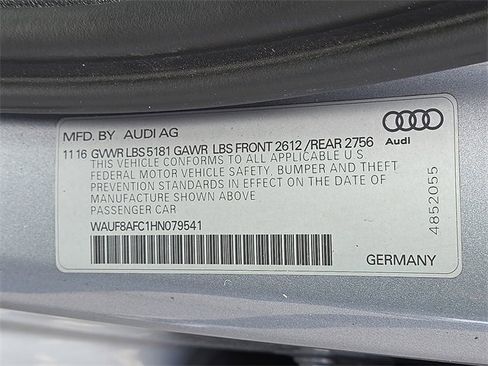 MFD. BY AUDI AG
11 16 GVWR LBS 5181 GAWR LBS FRONT 2612 /REAR 2756
THIS VEHICLE CONFORMS TO ALL APPLICABLE U.S.
FEDERAL MOTOR VEHICLE SAFETY, BUMPER AND THEFT
PREVENTION STANDARDS IN EFFECT ON THE DATE OF
MANUFACTURE SHOWN ABOVE
PASSENGER CAR
WAUF8AFC1HN079541
GERMANY
Audi
4852055